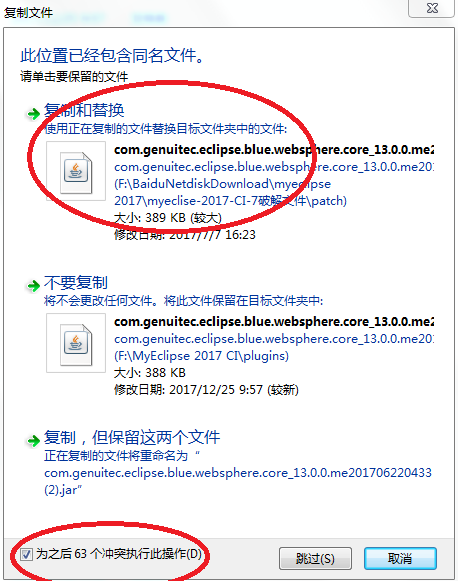 复制文件
此位置已经包含同名文件。
请单击要保留的文件
复制和替换
使用正在复制的文件替换目标文件夹中的文件:
com.genuitec.eclipse.blue.websphere.core_13.0.0.me2
com.genuitec.eclipse.blue.websphere.core_13.0.0.me201
(F:\BaiduNetdiskDownload\myeclipse
2017\myeclise-2017-CI-7破解文件\patch)
大小: 389 KB (较大)
修改日期: 2017/7/7 16:23
不要复制
将不会更改任何文件。将此文件保留在目标文件夹中:
com.genuitec.eclipse.blue.websphere.core_13.0.0.me2
com.genuitec.eclipse.blue.websphere.core_13.0.0.me201
(F:\MyEclipse 2017 CI\plugins)
大小: 388 KB
修改日期: 2017/12/25 9:57 (较新)
复制，但保留这两个文件
正在复制的文件将重命名为“
com.genuitec.eclipse.blue.websphere.core_13.0.0.me201706220433
(2).jar”
为之后 63 个冲突执行此操作(D)
跳过(S)
取消